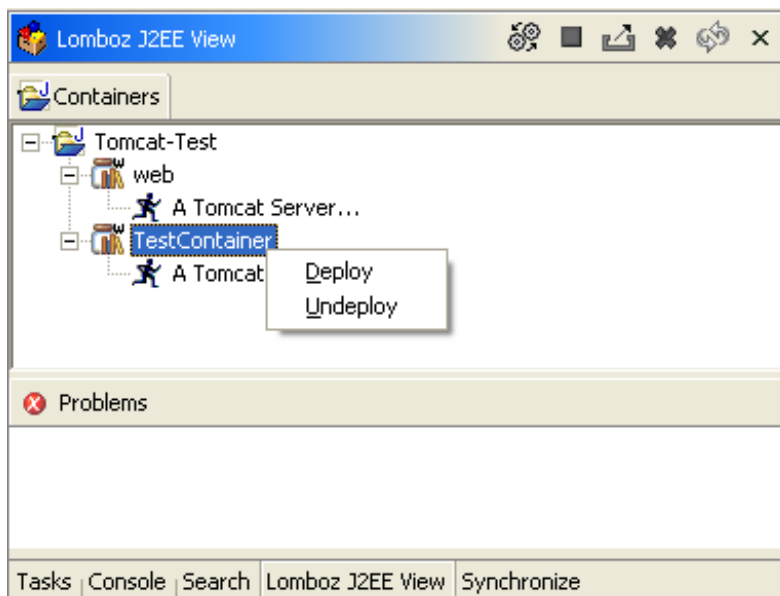 Lomboz J2EE View
Containers
Tomcat-Test
web
A Tomcat Server...
TestContainer
A Tomcat
Deploy
Undeploy
Problems
Tasks Console Search Lomboz J2EE View Synchronize